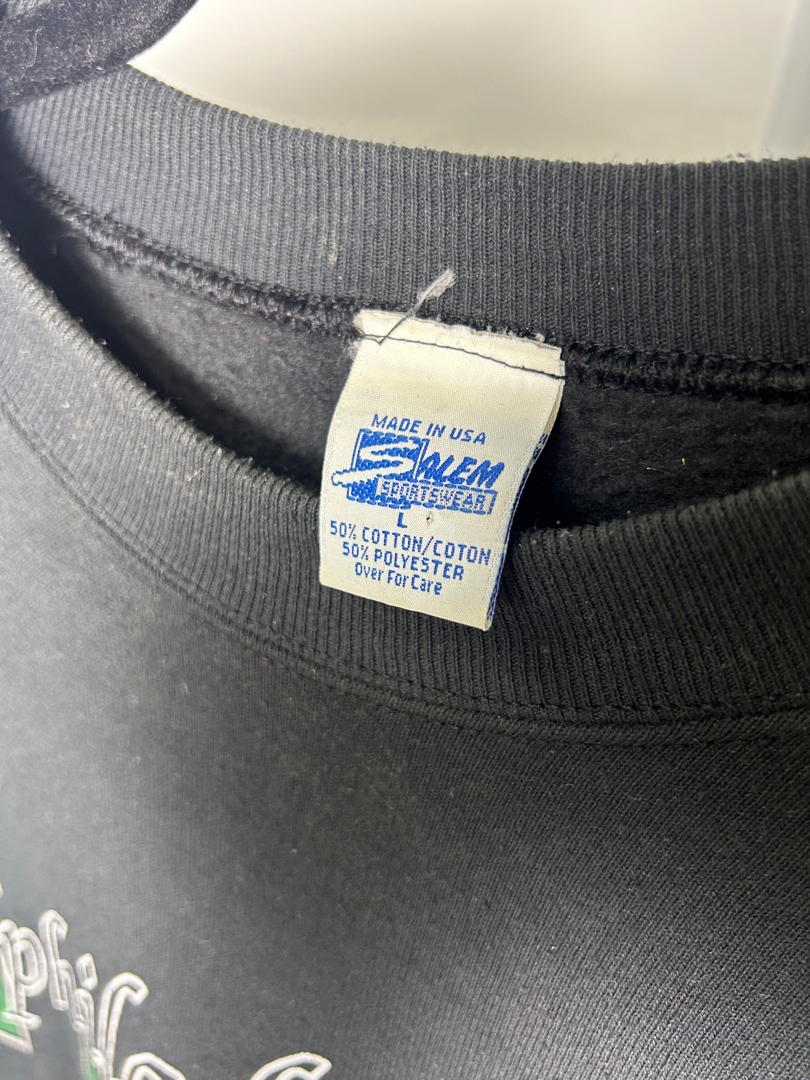 MADE IN USA
SALEM
SPORTSWEAR
L
50% COTTON/COTON
50% POLYESTER
Over For Care